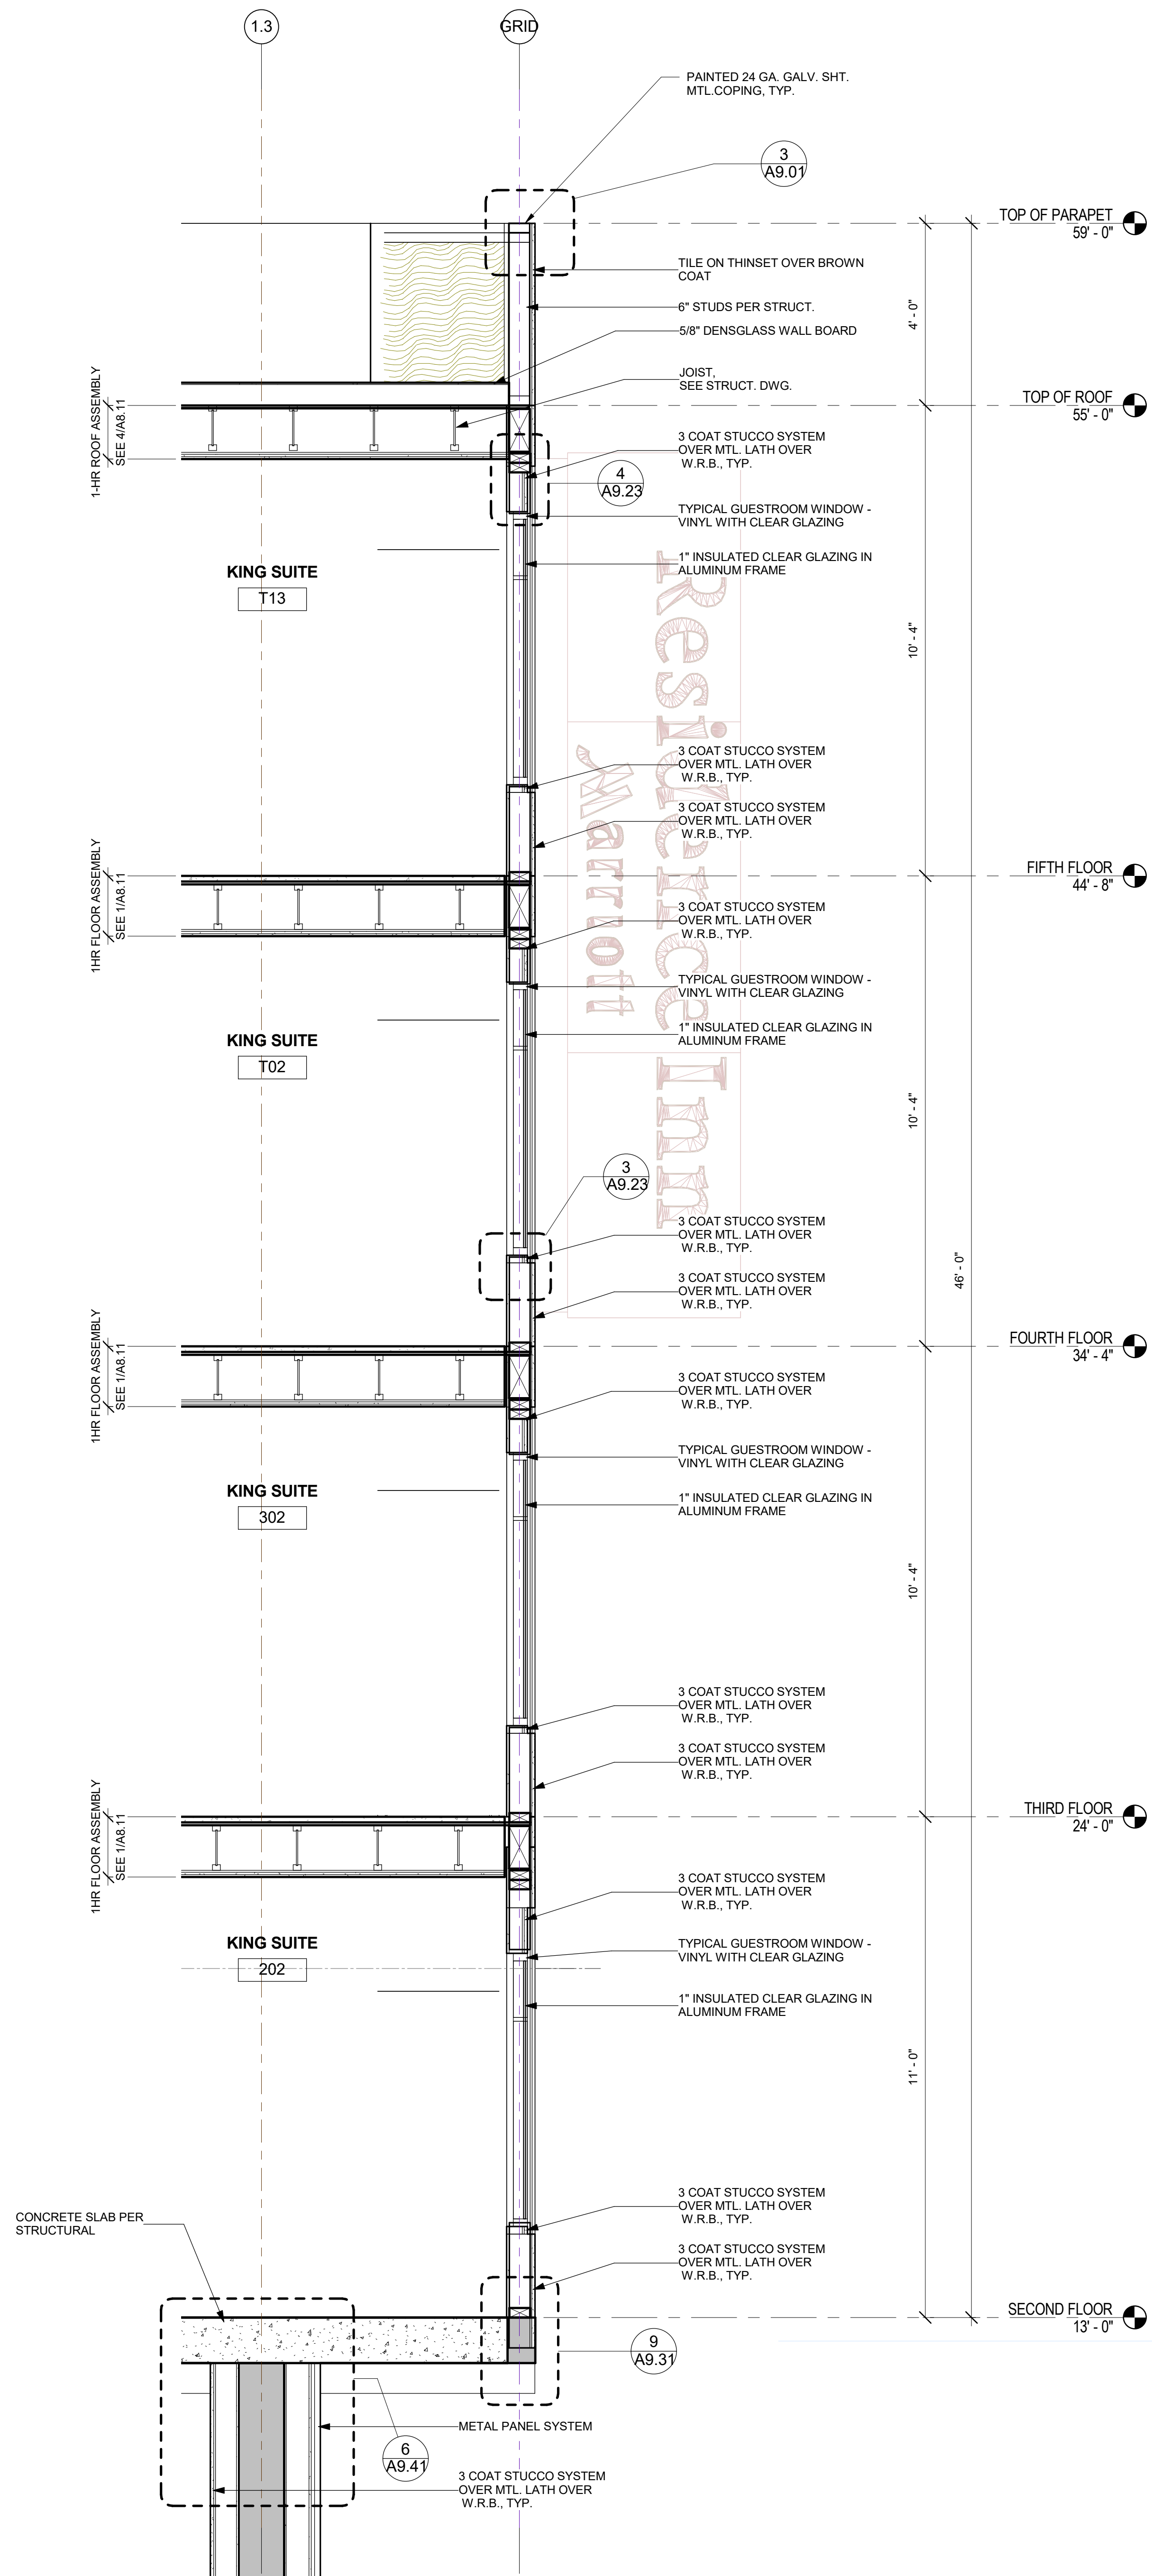 1.3
GRID
PAINTED 24 GA. GALV. SHT.
MTL.COPING, TYP.
3
A9.01
TOP OF PARAPET
59' - 0"
TILE ON THINSET OVER BROWN
COAT
6" STUDS PER STRUCT.
4' - 0"
5/8" DENSGLASS WALL BOARD
JOIST,
SEE STRUCT. DWG.
TOP OF ROOF
55' - 0"
1-HR ROOF ASSEMBLY
SEE 4/A8.11
3 COAT STUCCO SYSTEM
OVER MTL. LATH OVER
W.R.B., TYP.
4
A9.23
TYPICAL GUESTROOM WINDOW -
VINYL WITH CLEAR GLAZING
1" INSULATED CLEAR GLAZING IN
ALUMINUM FRAME
KING SUITE
T13
10' - 4"
Residence Inn
Marriott
3 COAT STUCCO SYSTEM
OVER MTL. LATH OVER
W.R.B., TYP.
3 COAT STUCCO SYSTEM
OVER MTL. LATH OVER
W.R.B., TYP.
FIFTH FLOOR
44' - 8"
1HR FLOOR ASSEMBLY
SEE 1/A8.11
3 COAT STUCCO SYSTEM
OVER MTL. LATH OVER
W.R.B., TYP.
TYPICAL GUESTROOM WINDOW -
VINYL WITH CLEAR GLAZING
1" INSULATED CLEAR GLAZING IN
ALUMINUM FRAME
KING SUITE
T02
10' - 4"
3
A9.23
3 COAT STUCCO SYSTEM
OVER MTL. LATH OVER
W.R.B., TYP.
46' - 0"
3 COAT STUCCO SYSTEM
OVER MTL. LATH OVER
W.R.B., TYP.
FOURTH FLOOR
34' - 4"
1HR FLOOR ASSEMBLY
SEE 1/A8.11
3 COAT STUCCO SYSTEM
OVER MTL. LATH OVER
W.R.B., TYP.
TYPICAL GUESTROOM WINDOW -
VINYL WITH CLEAR GLAZING
1" INSULATED CLEAR GLAZING IN
ALUMINUM FRAME
KING SUITE
302
10' - 4"
3 COAT STUCCO SYSTEM
OVER MTL. LATH OVER
W.R.B., TYP.
3 COAT STUCCO SYSTEM
OVER MTL. LATH OVER
W.R.B., TYP.
THIRD FLOOR
24' - 0"
1HR FLOOR ASSEMBLY
SEE 1/A8.11
3 COAT STUCCO SYSTEM
OVER MTL. LATH OVER
W.R.B., TYP.
KING SUITE
202
TYPICAL GUESTROOM WINDOW -
VINYL WITH CLEAR GLAZING
1" INSULATED CLEAR GLAZING IN
ALUMINUM FRAME
11' - 0"
3 COAT STUCCO SYSTEM
OVER MTL. LATH OVER
W.R.B., TYP.
CONCRETE SLAB PER
STRUCTURAL
3 COAT STUCCO SYSTEM
OVER MTL. LATH OVER
W.R.B., TYP.
SECOND FLOOR
13' - 0"
9
A9.31
METAL PANEL SYSTEM
6
A9.41
3 COAT STUCCO SYSTEM
OVER MTL. LATH OVER
W.R.B., TYP.